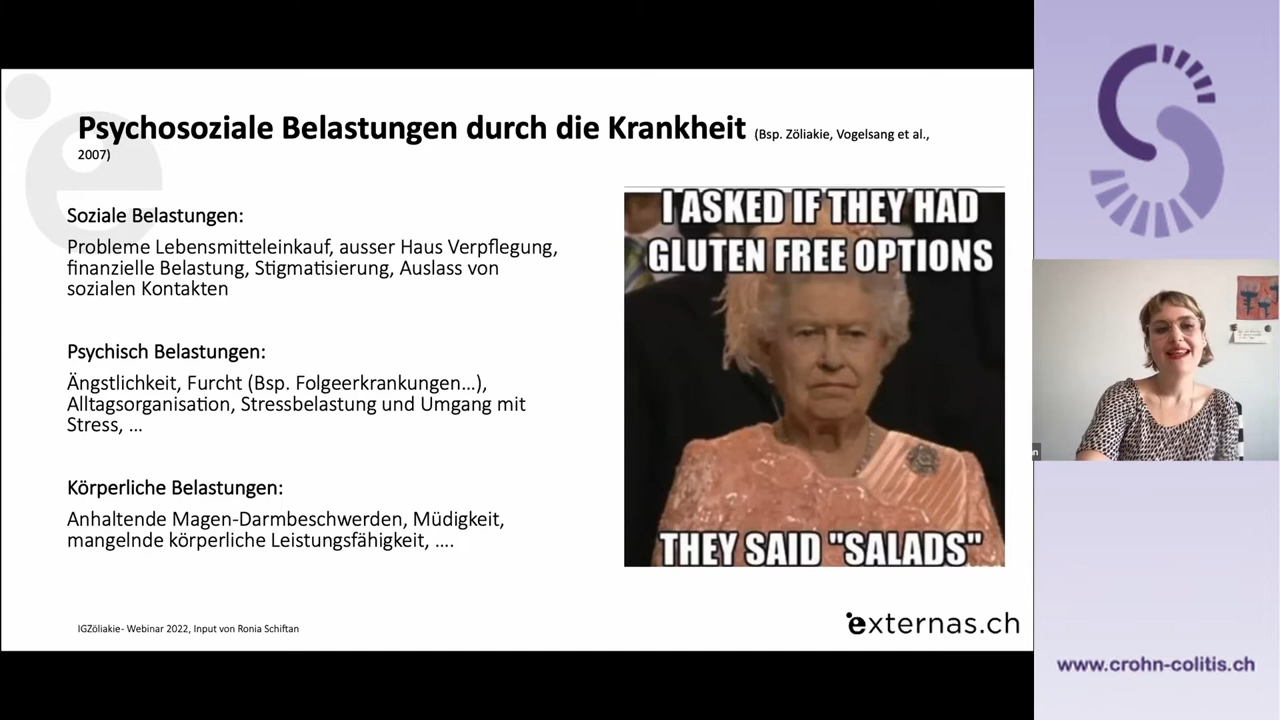 Psychosoziale Belastungen durch die Krankheit (Bsp. Zöliakie, Vogelsang et al.,
2007)
Soziale Belastungen:
Probleme Lebensmitteleinkauf, ausser Haus Verpflegung,
finanzielle Belastung, Stigmatisierung, Auslass von
sozialen Kontakten
Psychisch Belastungen:
Ängstlichkeit, Furcht (Bsp. Folgeerkrankungen...),
Alltagsorganisation, Stressbelastung und Umgang mit
Stress, ...
Körperliche Belastungen:
Anhaltende Magen-Darmbeschwerden, Müdigkeit,
mangelnde körperliche Leistungsfähigkeit, ....
I ASKED IF THEY HAD
GLUTEN FREE OPTIONS
THEY SAID "SALADS"
IGZöliakie- Webinar 2022, Input von Ronia Schiftan
externas.ch
www.crohn-colitis.ch